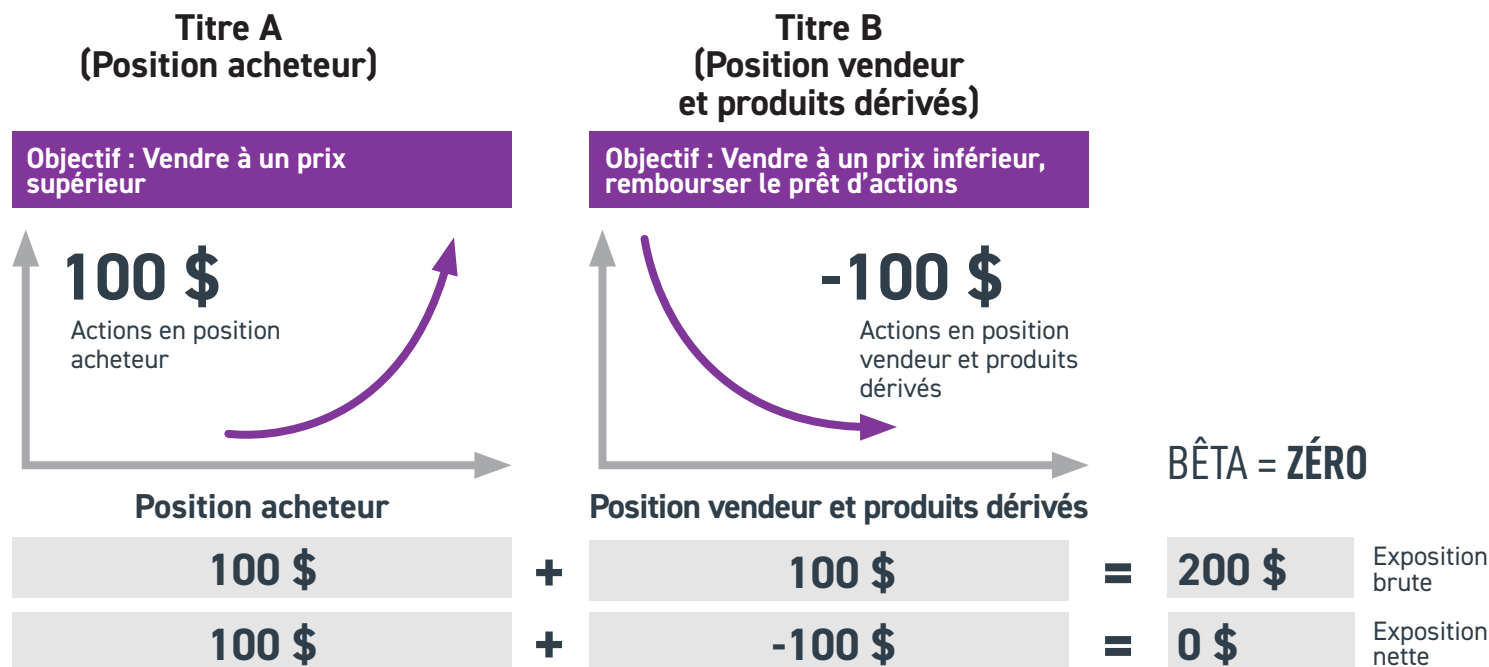 Titre A
(Position acheteur)
Titre B
(Position vendeur
et produits dérivés)
Objectif : Vendre à un prix
supérieur
Objectif : Vendre à un prix inférieur,
rembourser le prêt d’actions
100 $
Actions en position
acheteur
-100 $
Actions en position
vendeur et produits
dérivés
BÊTA = ZÉRO
Position acheteur
Position vendeur et produits dérivés
100 $ + 100 $ = 200 $ Exposition
brute
100 $ + -100 $ = 0 $ Exposition
nette